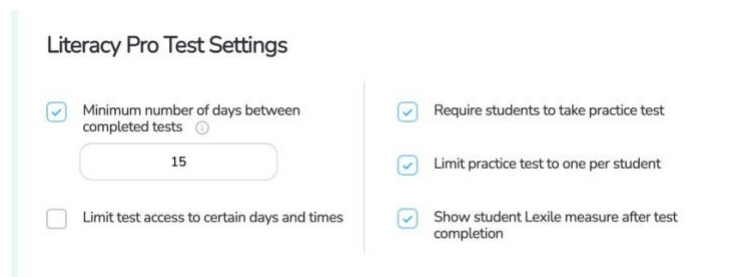 Literacy Pro Test Settings
Minimum number of days between
completed tests
15
Limit test access to certain days and times
Require students to take practice test
Limit practice test to one per student
Show student Lexile measure after test
completion